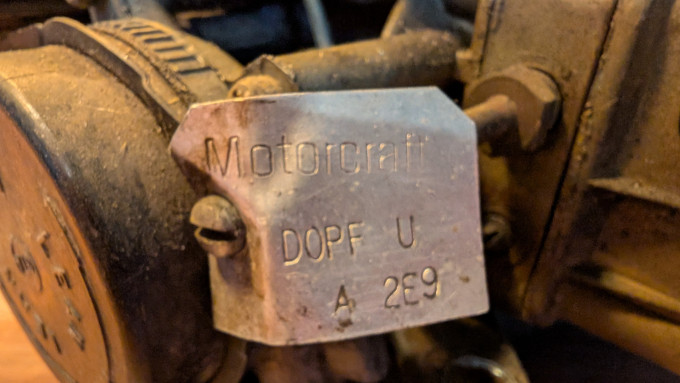 Motorcraft
DOPF U
A 2E9